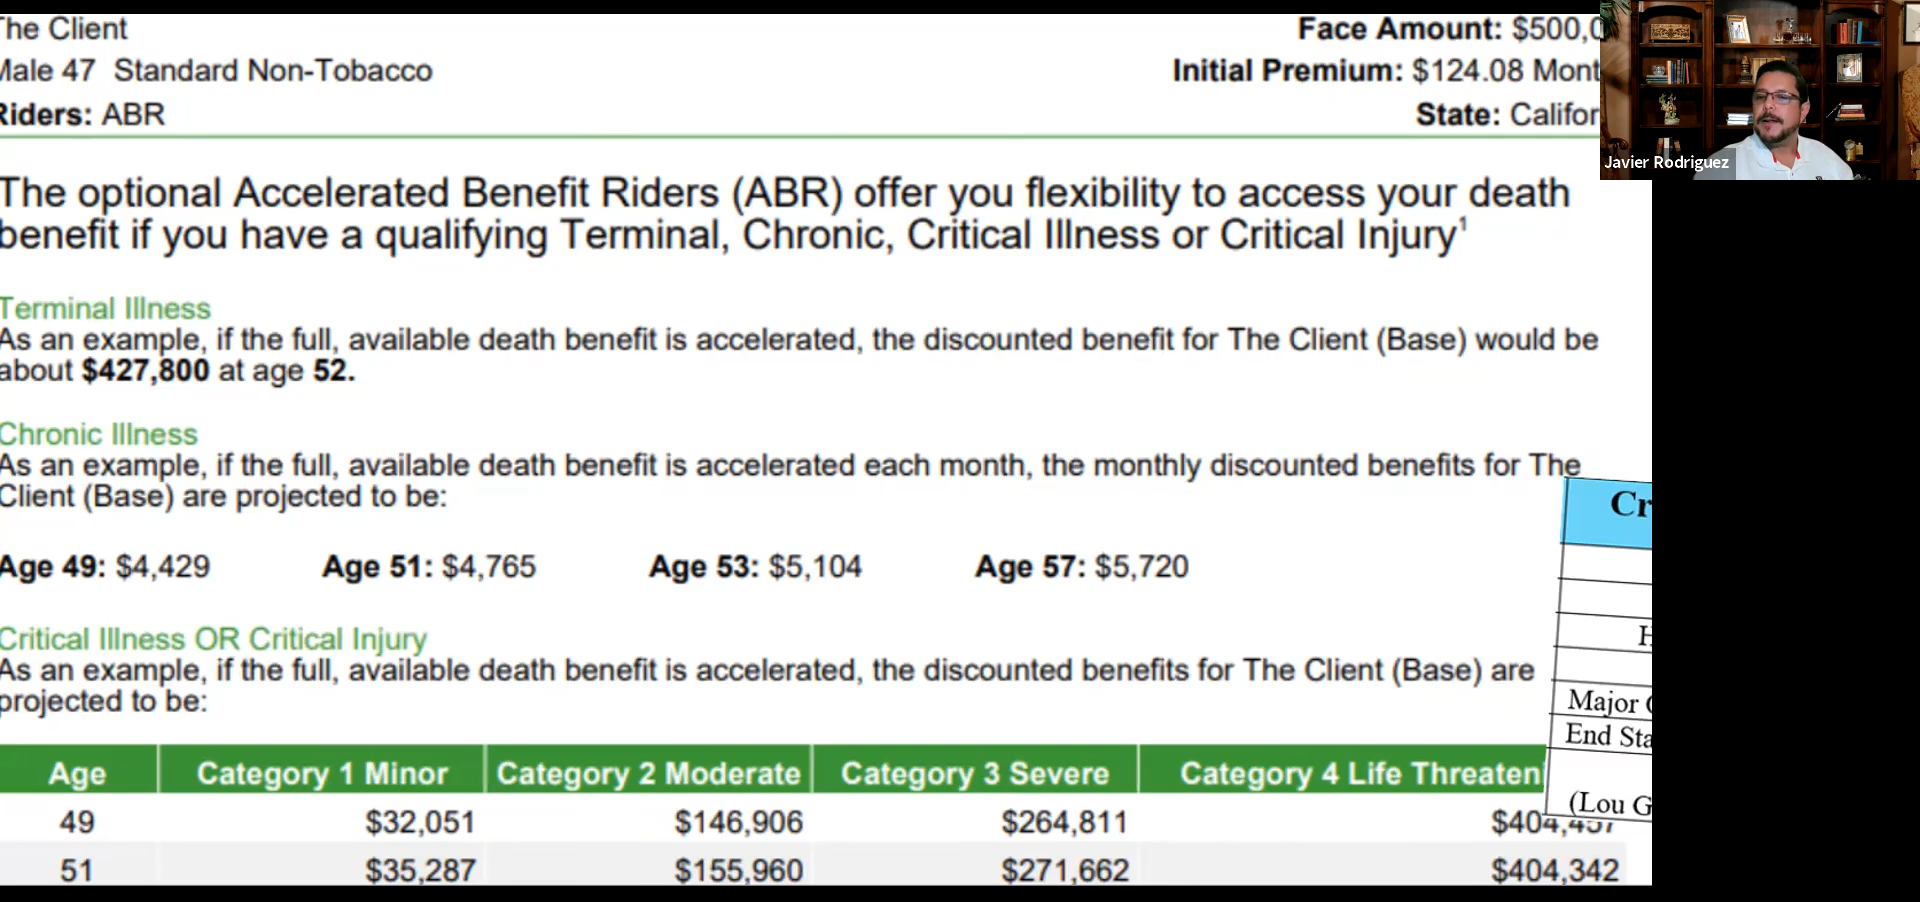 The Client
Male 47 Standard Non-Tobacco
Riders: ABR
Face Amount: $500,0
Initial Premium: $124.08 Mont
State: Califor
Javier Rodriguez
The optional Accelerated Benefit Riders (ABR) offer you flexibility to access your death
benefit if you have a qualifying Terminal, Chronic, Critical Illness or Critical Injury¹
Terminal Illness
As an example, if the full, available death benefit is accelerated, the discounted benefit for The Client (Base) would be
about $427,800 at age 52.
Chronic Illness
As an example, if the full, available death benefit is accelerated each month, the monthly discounted benefits for The
Client (Base) are projected to be:
Age 49: $4,429 Age 51: $4,765 Age 53: $5,104 Age 57: $5,720
Critical Illness OR Critical Injury
As an example, if the full, available death benefit is accelerated, the discounted benefits for The Client (Base) are
projected to be:
Age Category 1 Minor Category 2 Moderate Category 3 Severe Category 4 Life Threaten
49 $32,051 $146,906 $264,811 $404,457
51 $35,287 $155,960 $271,662 $404,342
Cr
H
Major
End Sta
(Lou G